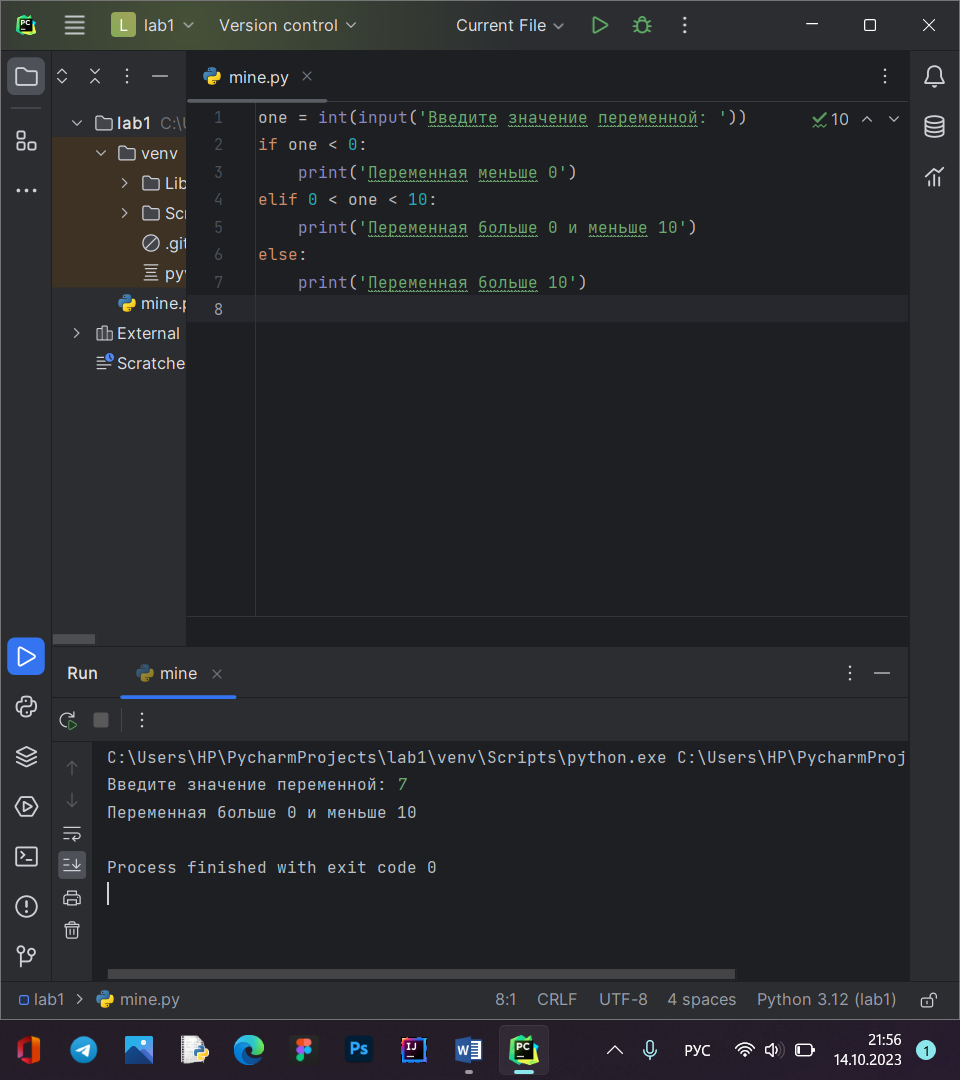 L lab1 Version control Current File
mine.py
lab1 C:\
venv
Lib
Scr
.git
pyv
mine.p
External
Scratche
1 one = int(input('Введите значение переменной: ')) 10
2 if one < 0:
3 print('Переменная меньше 0')
4 elif 0 < one < 10:
5 print('Переменная больше 0 и меньше 10')
6 else:
7 print('Переменная больше 10')
8
Run mine
C:\Users\HP\PycharmProjects\lab1\venv\Scripts\python.exe C:\Users\HP\PycharmProj
Введите значение переменной: 7
Переменная больше 0 и меньше 10
Process finished with exit code 0
lab1 mine.py 8:1 CRLF UTF-8 4 spaces Python 3.12 (lab1)
РУС 21:56
14.10.2023 1